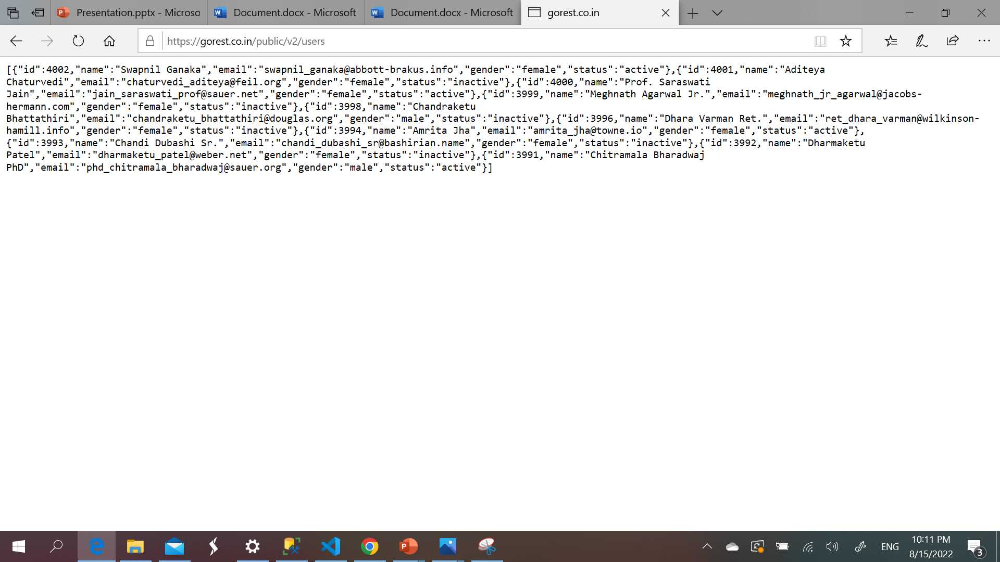 Presentation.pptx - Microso
Document.docx - Microsoft
Document.docx - Microsoft
gorest.co.in
https://gorest.co.in/public/v2/users
[{"id":4002,"name":"Swapnil Ganaka","email":"swapnil_ganaka@abbott-brakus.info","gender":"female","status":"active"},{"id":4001,"name":"Aditeya
Chaturvedi","email":"chaturvedi_aditeya@feil.org","gender":"female","status":"inactive"},{"id":4000,"name":"Prof. Saraswati
Jain","email":"jain_saraswati_prof@sauer.net","gender":"female","status":"active"},{"id":3999,"name":"Meghnath Agarwal Jr.","email":"meghnath_jr_agarwal@jacobs-
hermann.com","gender":"female","status":"inactive"},{"id":3998,"name":"Chandraketu
Bhattathiri","email":"chandraketu_bhattathiri@douglas.org","gender":"male","status":"inactive"},{"id":3996,"name":"Dhara Varman Ret.","email":"ret_dhara_varman@wilkinson-
hamill.info","gender":"female","status":"inactive"},{"id":3994,"name":"Amrita Jha","email":"amrita_jha@towne.io","gender":"female","status":"active"},
{"id":3993,"name":"Chandi Dubashi Sr.","email":"chandi_dubashi_sr@bashirian.name","gender":"female","status":"inactive"},{"id":3992,"name":"Dharmaketu
Patel","email":"dharmaketu_patel@weber.net","gender":"female","status":"inactive"},{"id":3991,"name":"Chitramala Bharadwaj
PhD","email":"phd_chitramala_bharadwaj@sauer.org","gender":"male","status":"active"}]
ENG
10:11 PM
8/15/2022
3